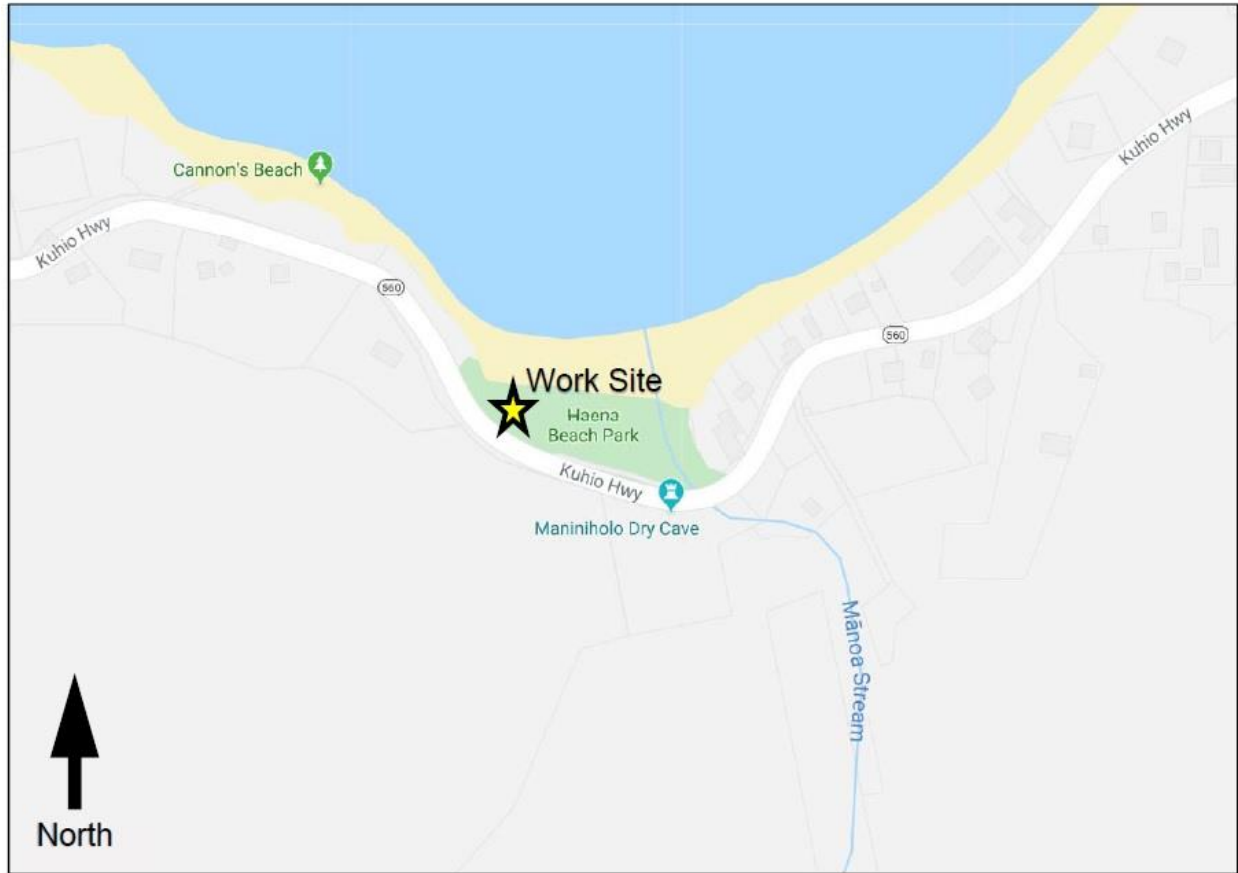 Kuhio Hwy
Cannon's Beach
Kuhio Hwy
560
560
Work Site
Haena
Beach Park
Kuhio Hwy
Maniniholo Dry Cave
Mānoa Stream
North